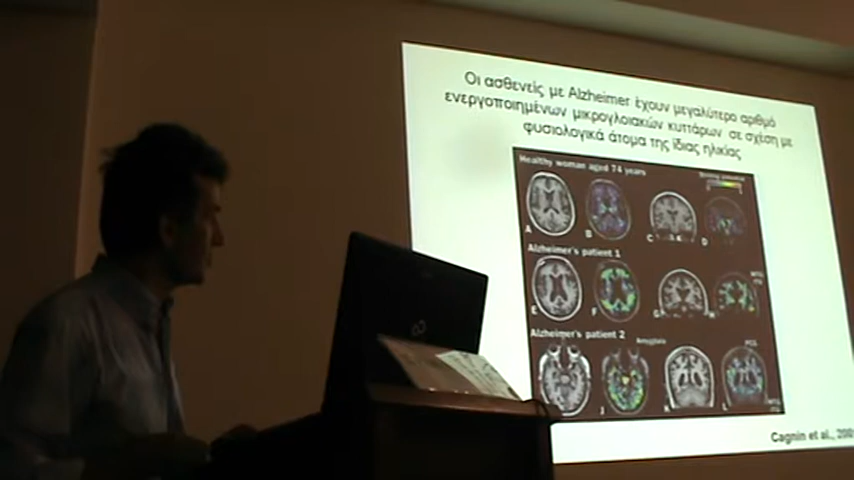 Οι ασθενείς με Alzheimer έχουν μεγαλύτερο αριθμό
ενεργοποιημένων μικρογλοιακών κυττάρων σε σχέση με
φυσιολογικά άτομα της ίδιας ηλικίας
Healthy woman aged 74 years
A B C D
Alzheimer's patient 1
E F G H
Alzheimer's patient 2
Amygdala
J K L
Cagnin et al.,